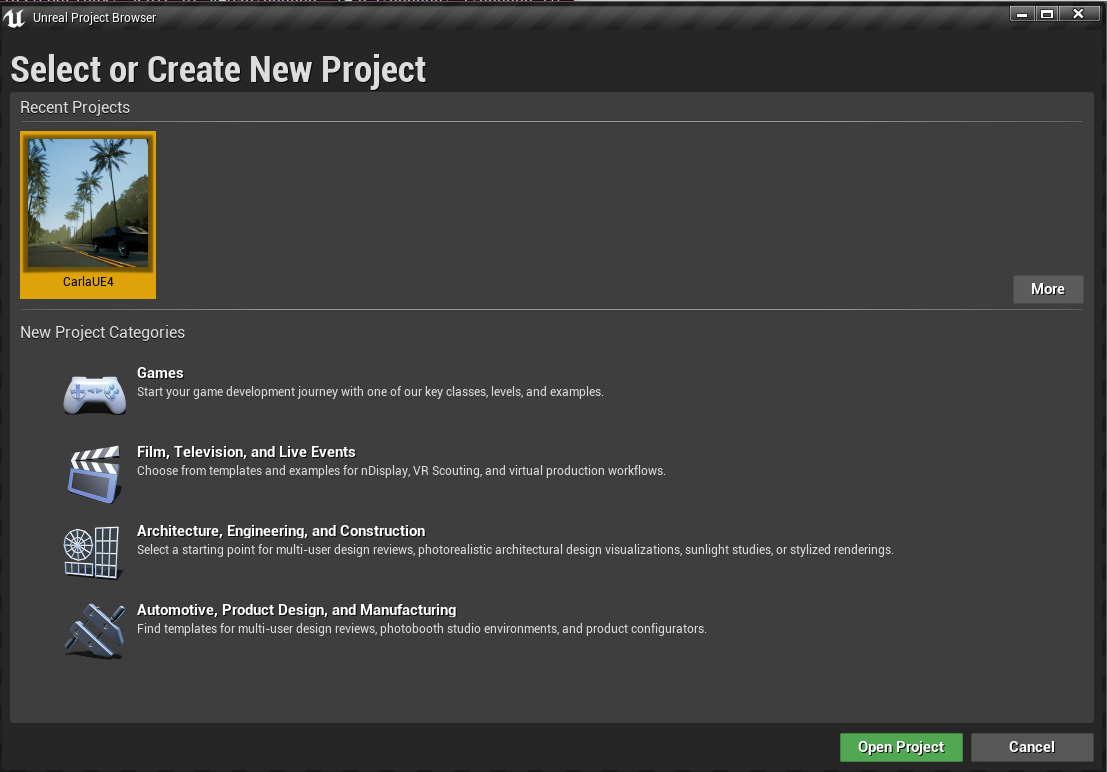 Unreal Project Browser
Select or Create New Project
Recent Projects
CarlaUE4
More
New Project Categories
Games
Start your game development journey with one of our key classes, levels, and examples.
Film, Television, and Live Events
Choose from templates and examples for nDisplay, VR Scouting, and virtual production workflows.
Architecture, Engineering, and Construction
Select a starting point for multi-user design reviews, photorealistic architectural design visualizations, sunlight studies, or stylized renderings.
Automotive, Product Design, and Manufacturing
Find templates for multi-user design reviews, photobooth studio environments, and product configurators.
Open Project
Cancel